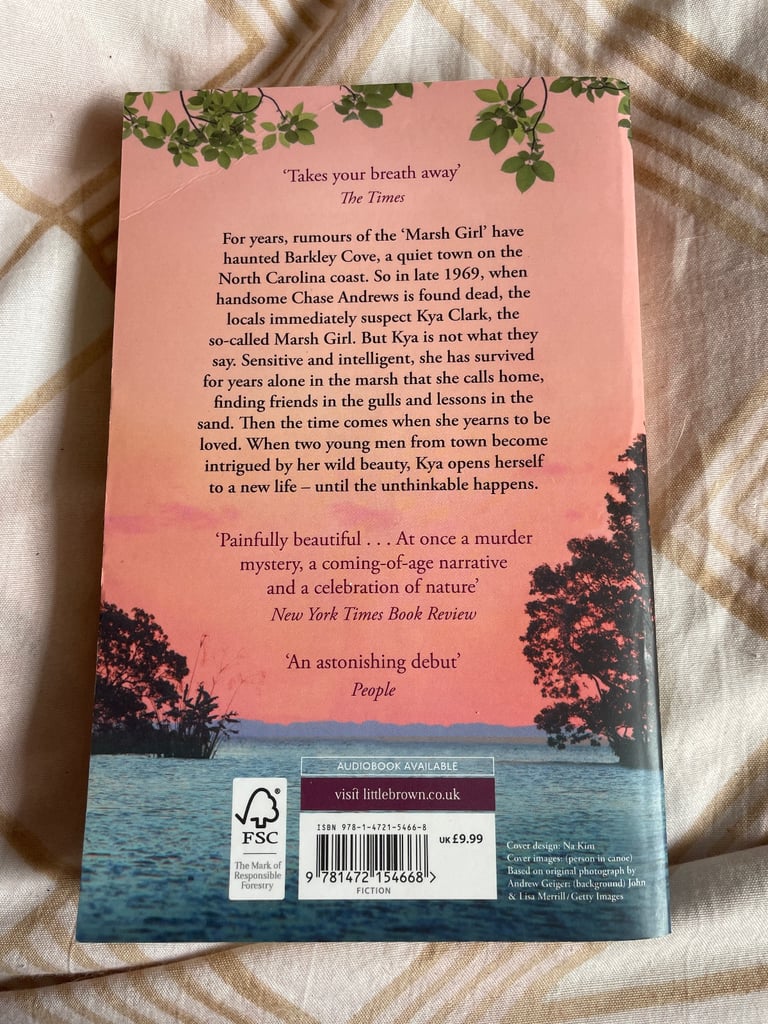 ‘Takes your breath away’
The Times
For years, rumours of the ‘Marsh Girl’ have
haunted Barkley Cove, a quiet town on the
North Carolina coast. So in late 1969, when
handsome Chase Andrews is found dead, the
locals immediately suspect Kya Clark, the
so-called Marsh Girl. But Kya is not what they
say. Sensitive and intelligent, she has survived
for years alone in the marsh that she calls home,
finding friends in the gulls and lessons in the
sand. Then the time comes when she yearns to be
loved. When two young men from town become
intrigued by her wild beauty, Kya opens herself
to a new life – until the unthinkable happens.
‘Painfully beautiful . . . At once a murder
mystery, a coming-of-age narrative
and a celebration of nature’
New York Times Book Review
‘An astonishing debut’
People
AUDIOBOOK AVAILABLE
visit littlebrown.co.uk
®
FSC
The Mark of
Responsible
Forestry
ISBN 978-1-4721-5466-8
UK £9.99
9 781472 154668 >
FICTION
Cover design: Na Kim
Cover images: (person in canoe)
Based on original photograph by
Andrew Geiger: (background) John
& Lisa Merrill/Getty Images